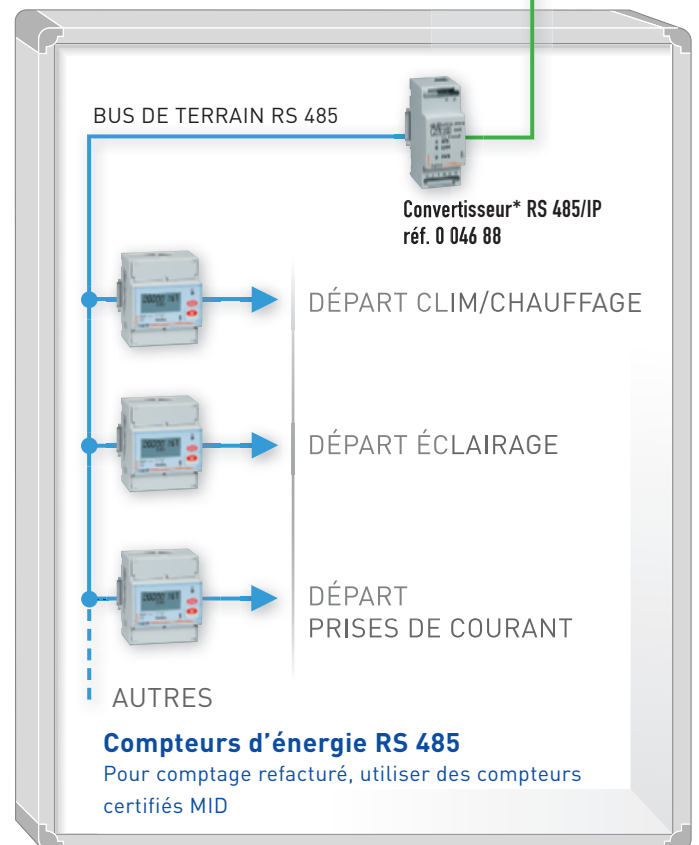 BUS DE TERRAIN RS 485
Convertisseur* RS 485/IP
réf. 0 046 88
DÉPART CLIM/CHAUFFAGE
DÉPART ÉCLAIRAGE
DÉPART
PRISES DE COURANT
AUTRES
Compteurs d'énergie RS 485
Pour comptage refacturé, utiliser des compteurs
certifiés MID